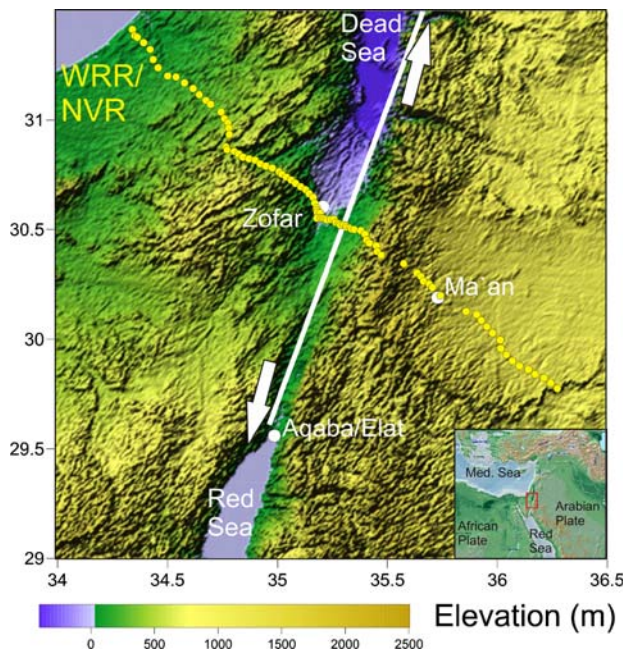 Dead
Sea
WRR/
NVR
31
Zofar
30.5
Ma`an
30
Aqaba/Elat
29.5
Red
Sea
Med. Sea
Arabian
Plate
African
Plate
Red
Sea
29
34
34.5
35
35.5
36
36.5
0
500
1000
1500
2000
2500
Elevation (m)